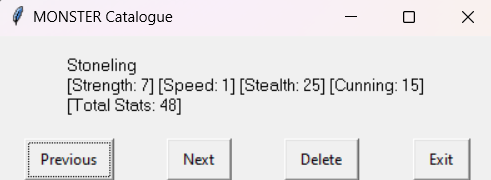 MONSTER Catalogue
Stoneling
[Strength: 7] [Speed: 1] [Stealth: 25] [Cunning: 15]
[Total Stats: 48]
Previous Next Delete Exit